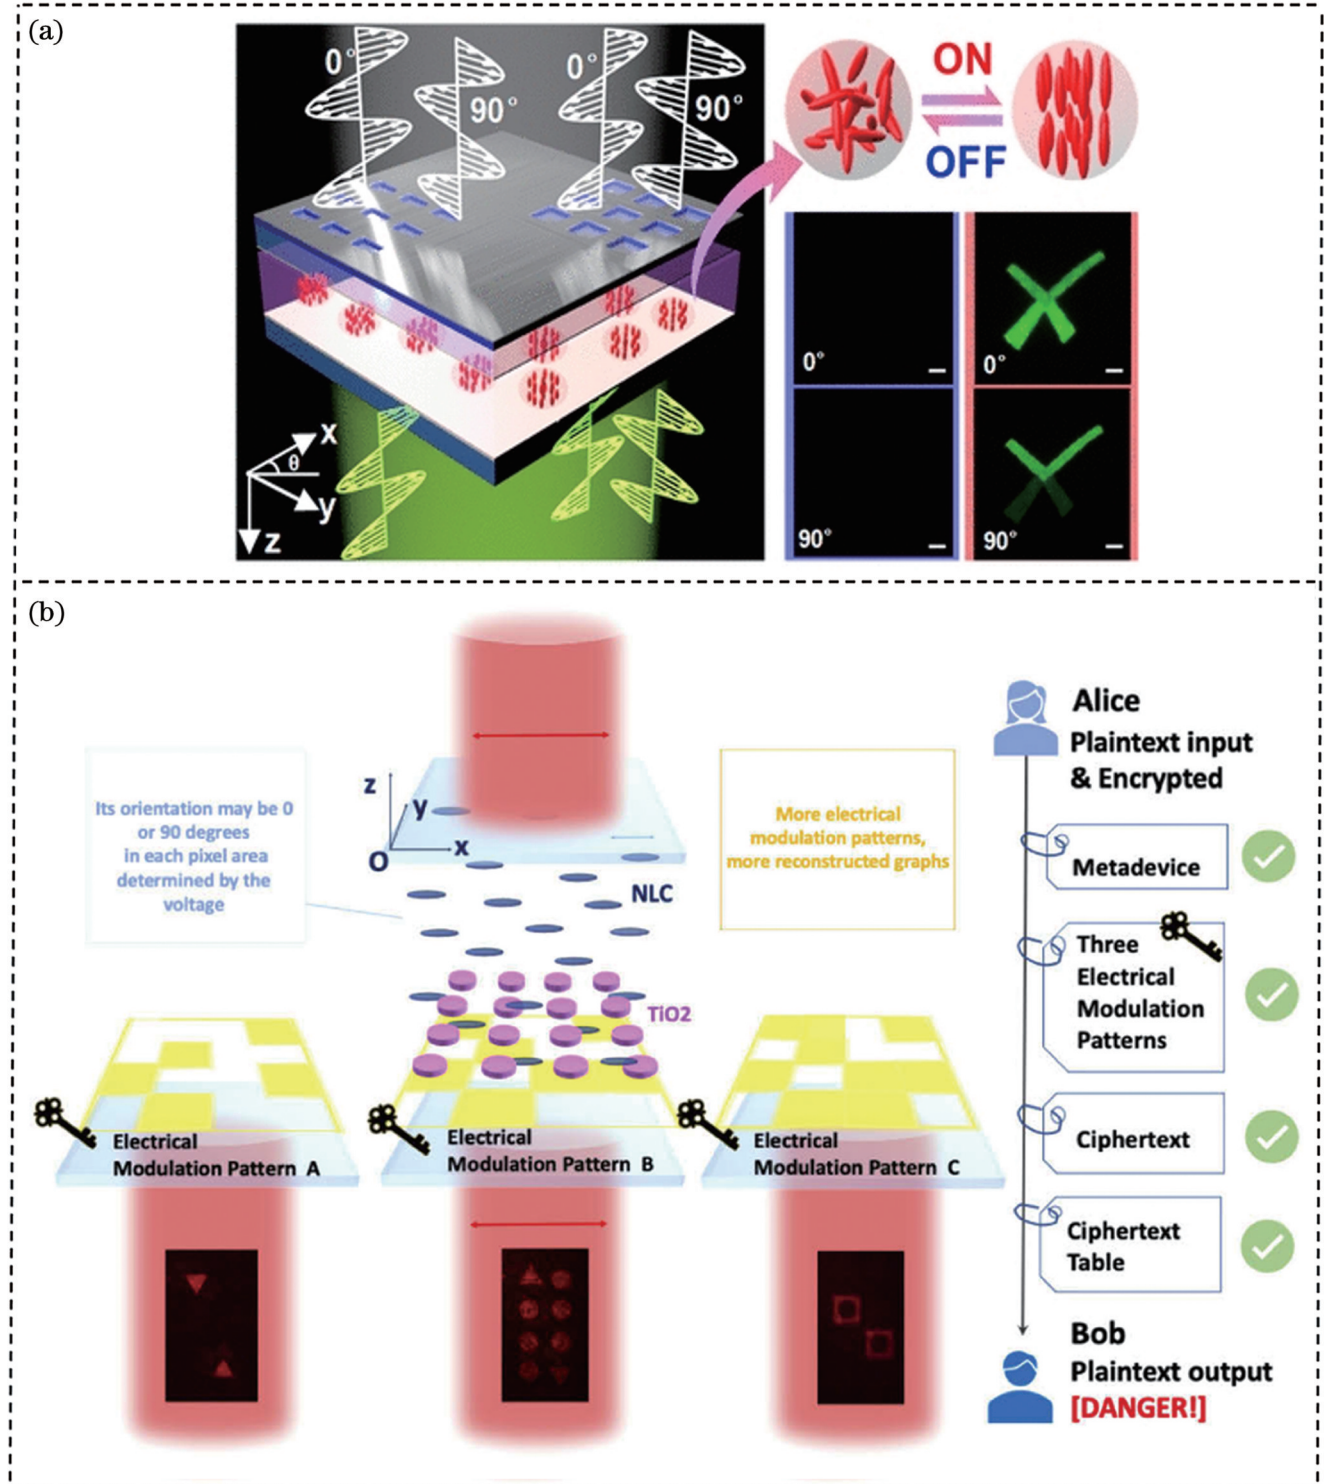 (a)
0°
90°
0°
90°
ON
OFF
0°
0°
90°
90°
x
θ
y
z
(b)
Alice
Plaintext input
& Encrypted
Metadevice
Three
Electrical
Modulation
Patterns
Ciphertext
Ciphertext
Table
Bob
Plaintext output
[DANGER!]
Its orientation may be 0
or 90 degrees
in each pixel area
determined by the
voltage
z
y
x
O
NLC
More electrical
modulation patterns,
more reconstructed graphs
TiO2
Electrical
Modulation Pattern A
Electrical
Modulation Pattern B
Electrical
Modulation Pattern C